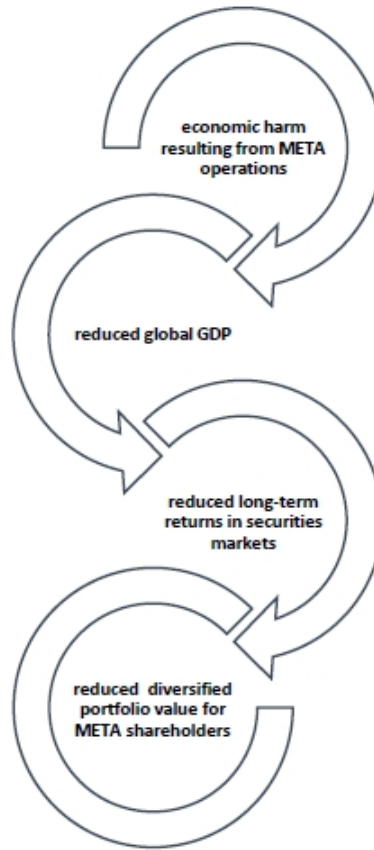 economic harm
resulting from META
operations
reduced global GDP
reduced long-term
returns in securities
markets
reduced diversified
portfolio value for
META shareholders